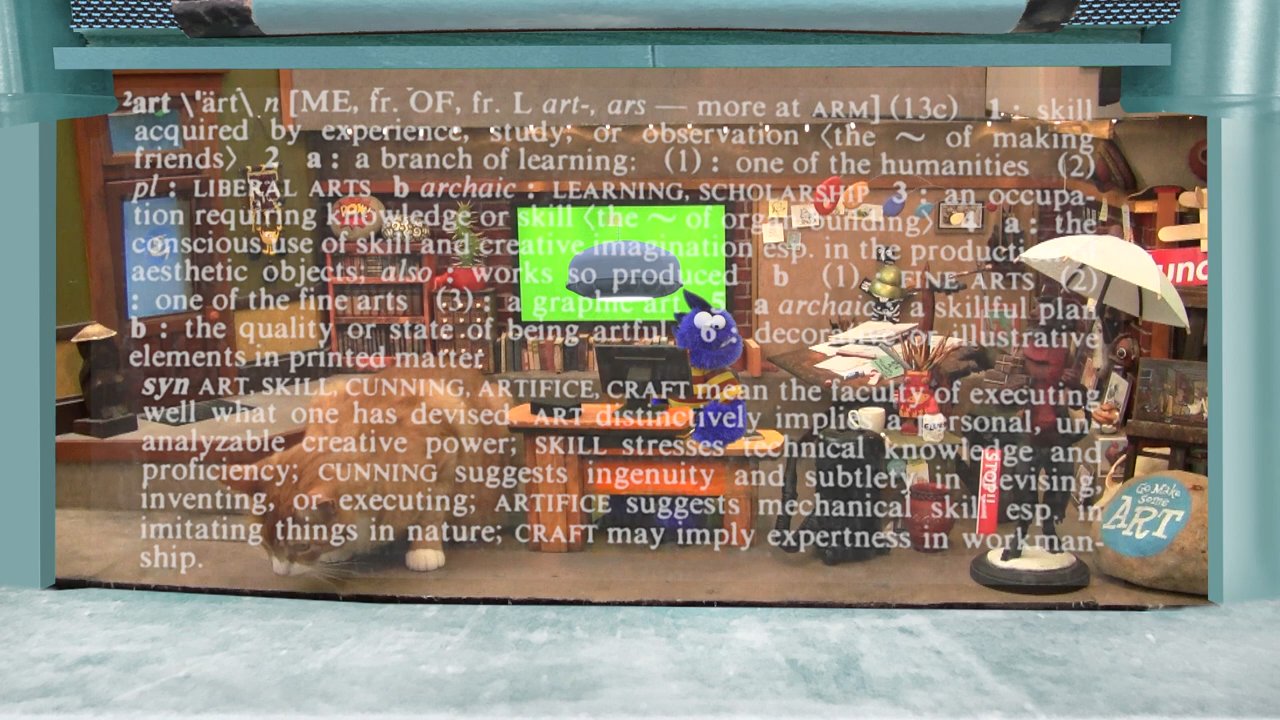 ²art \'ärt\ n [ME, fr. OF, fr. L art-, ars — more at ARM] (13c) 1 : skill
acquired by experience, study, or observation ⟨the ~ of making
friends⟩ 2 a : a branch of learning: (1) : one of the humanities (2)
pl : LIBERAL ARTS b archaic : LEARNING, SCHOLARSHIP 3 : an occupa-
tion requiring knowledge or skill ⟨the ~ of organ building⟩ 4 a : the
conscious use of skill and creative imagination esp. in the production
aesthetic objects; also : works so produced b (1) : FINE ARTS (2)
: one of the fine arts (3) : a graphic art 5 a archaic : a skillful plan
b : the quality or state of being artful 6 : decorative or illustrative
elements in printed matter
syn ART, SKILL, CUNNING, ARTIFICE, CRAFT mean the faculty of executing
well what one has devised. ART distinctively implies a personal, un-
analyzable creative power; SKILL stresses technical knowledge and
proficiency; CUNNING suggests ingenuity and subtlety in devising,
inventing, or executing; ARTIFICE suggests mechanical skill esp. in
imitating things in nature; CRAFT may imply expertness in workman-
ship.
STOP!!
GO MAKE
SOME
ART